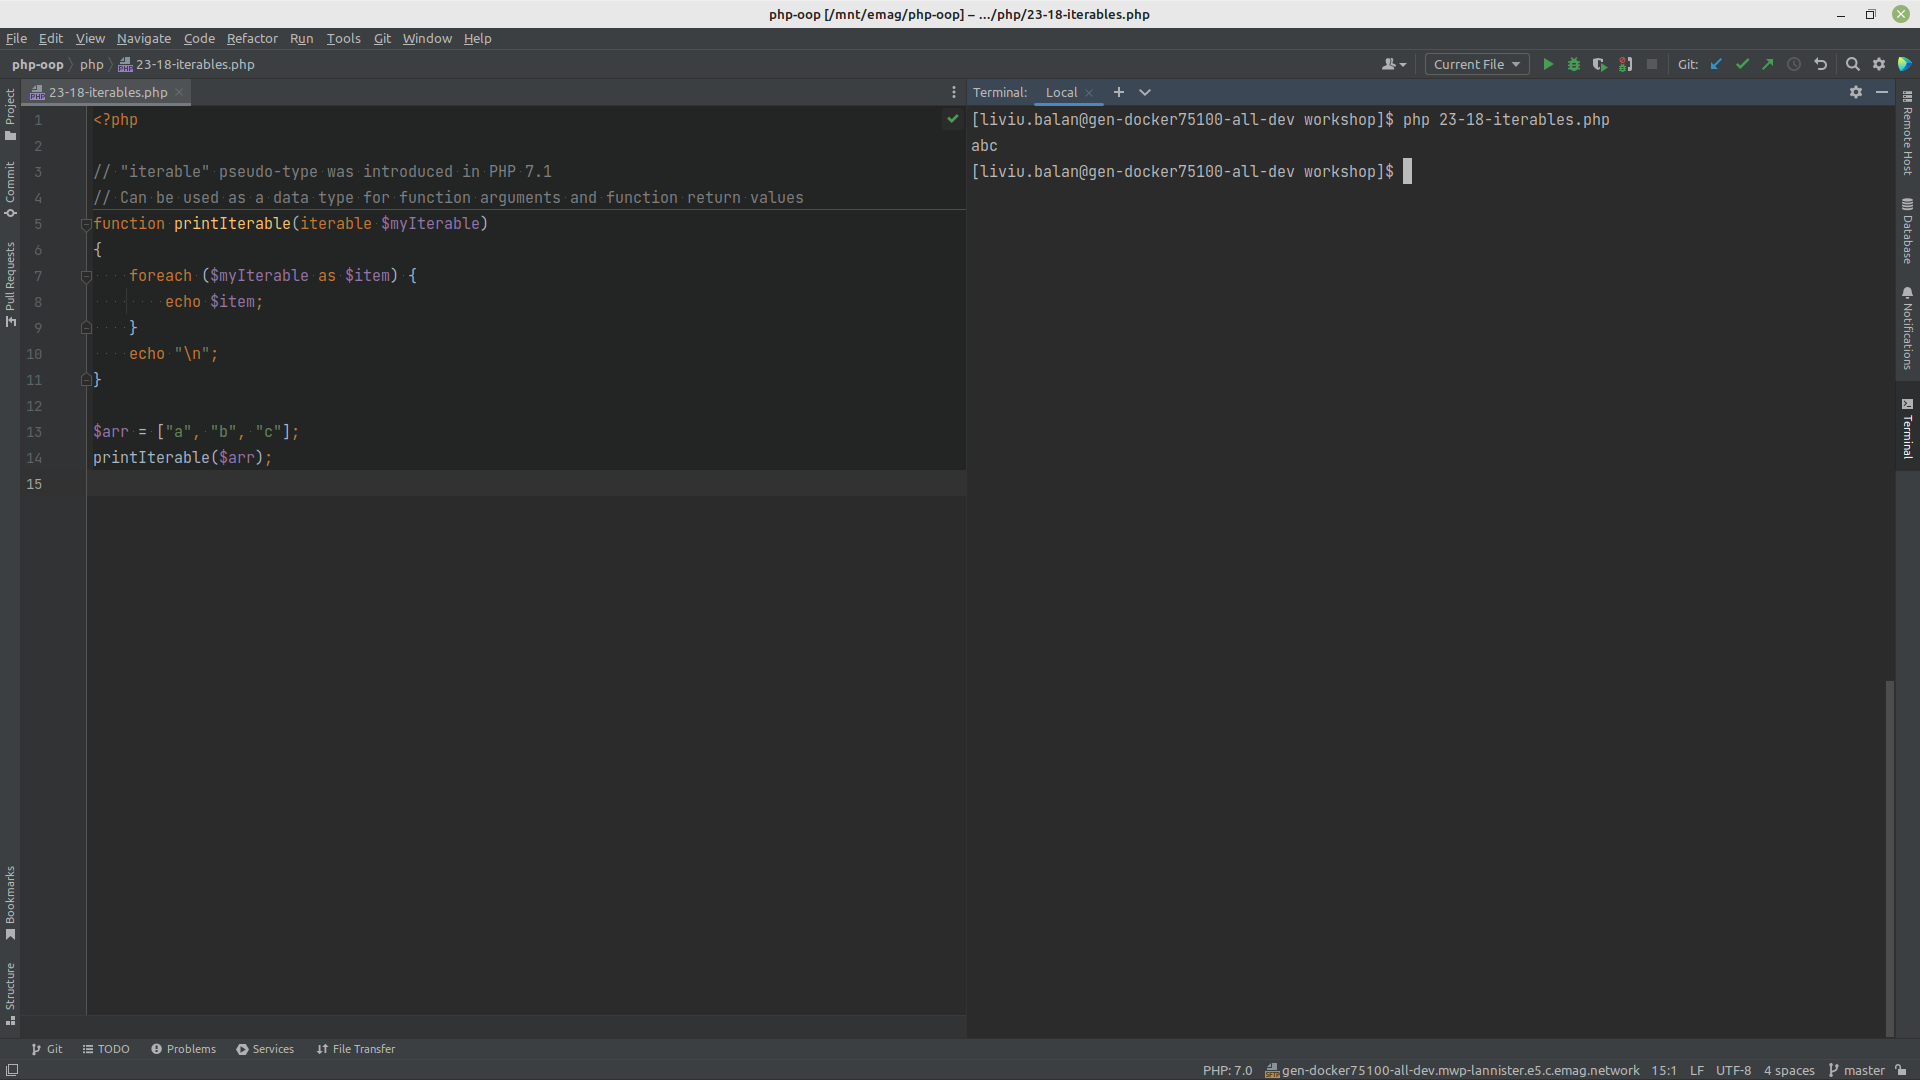 php-oop [/mnt/emag/php-oop] – .../php/23-18-iterables.php
File Edit View Navigate Code Refactor Run Tools Git Window Help
php-oop php 23-18-iterables.php Current File Git:
23-18-iterables.php
Terminal: Local
1 <?php
2
3 // "iterable" pseudo-type was introduced in PHP 7.1
4 // Can be used as a data type for function arguments and function return values
5 function printIterable(iterable $myIterable)
6 {
7 foreach ($myIterable as $item) {
8 echo $item;
9 }
10 echo "\n";
11 }
12
13 $arr = ["a", "b", "c"];
14 printIterable($arr);
15
[liviu.balan@gen-docker75100-all-dev workshop]$ php 23-18-iterables.php
abc
[liviu.balan@gen-docker75100-all-dev workshop]$
Project
Commit
Pull Requests
Bookmarks
Structure
Remote Host
Database
Notifications
Terminal
Git TODO Problems Services File Transfer
PHP: 7.0 gen-docker75100-all-dev.mwp-lannister.e5.c.emag.network 15:1 LF UTF-8 4 spaces master